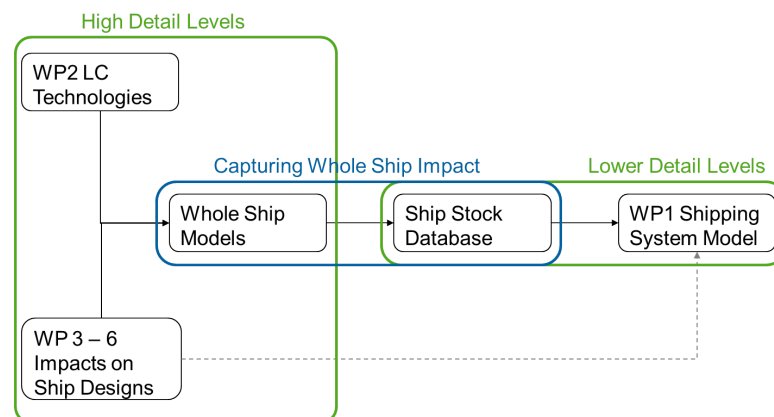 High Detail Levels
WP2 LC
Technologies
Capturing Whole Ship Impact
Lower Detail Levels
Whole Ship
Models
Ship Stock
Database
WP1 Shipping
System Model
WP 3 – 6
Impacts on
Ship Designs